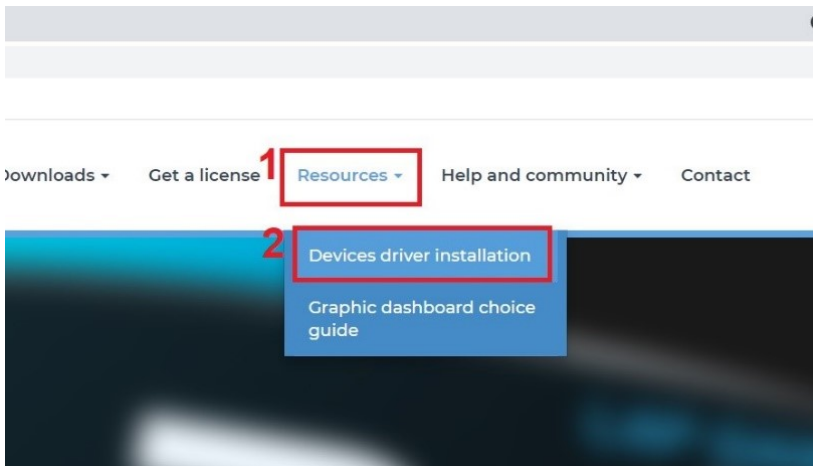 Downloads Get a license 1 Resources Help and community Contact
2 Devices driver installation
Graphic dashboard choice
guide